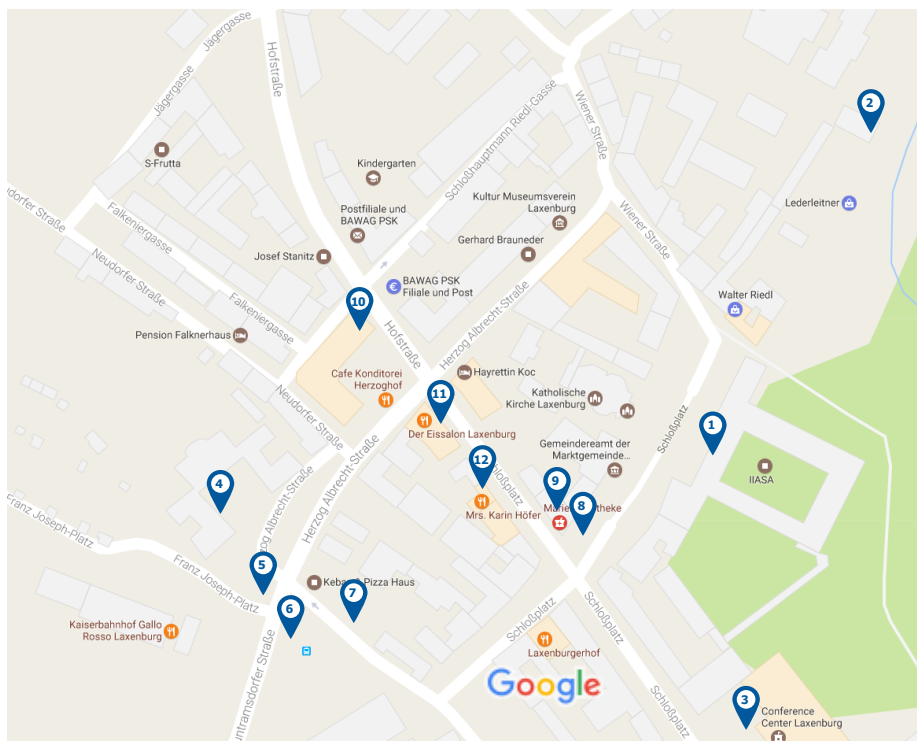 Jägergasse
Jägergasse
Hofstraße
2
Wiener Straße
S-Frutta
Kindergarten
Schloßhauptmann Riedl-Gasse
Kultur Museumsverein
Laxenburg
Lederleitner
Postfiliale und
BAWAG PSK
Falkeniergasse
Neudorfer Straße
Wiener Straße
Gerhard Brauneder
Josef Stanitz
BAWAG PSK
Filiale und Post
€
Walter Riedl
10
Neudorfer Straße
Falkeniergasse
Pension Falknerhaus
Hofstraße
Herzog Albrecht-Straße
Cafe Konditorei
Herzoghof
Hayrettin Koc
Katholische
Kirche Laxenburg
11
Neudorfer Straße
Der Eissalon Laxenburg
Schloßplatz
1
Gemeindereamt der
Marktgemeinde...
12
Schloßplatz
IIASA
4
9
8
Herzog Albrecht-Straße
Mrs. Karin Höfer
Franz Joseph-Platz
Albrecht-Straße
5
Franz Joseph-Platz
7
6
Kaiserbahnhof Gallo
Rosso Laxenburg
Schloßplatz
Schloßplatz
Laxenburgerhof
Google
Schloßplatz
3
Conference
Center Laxenburg